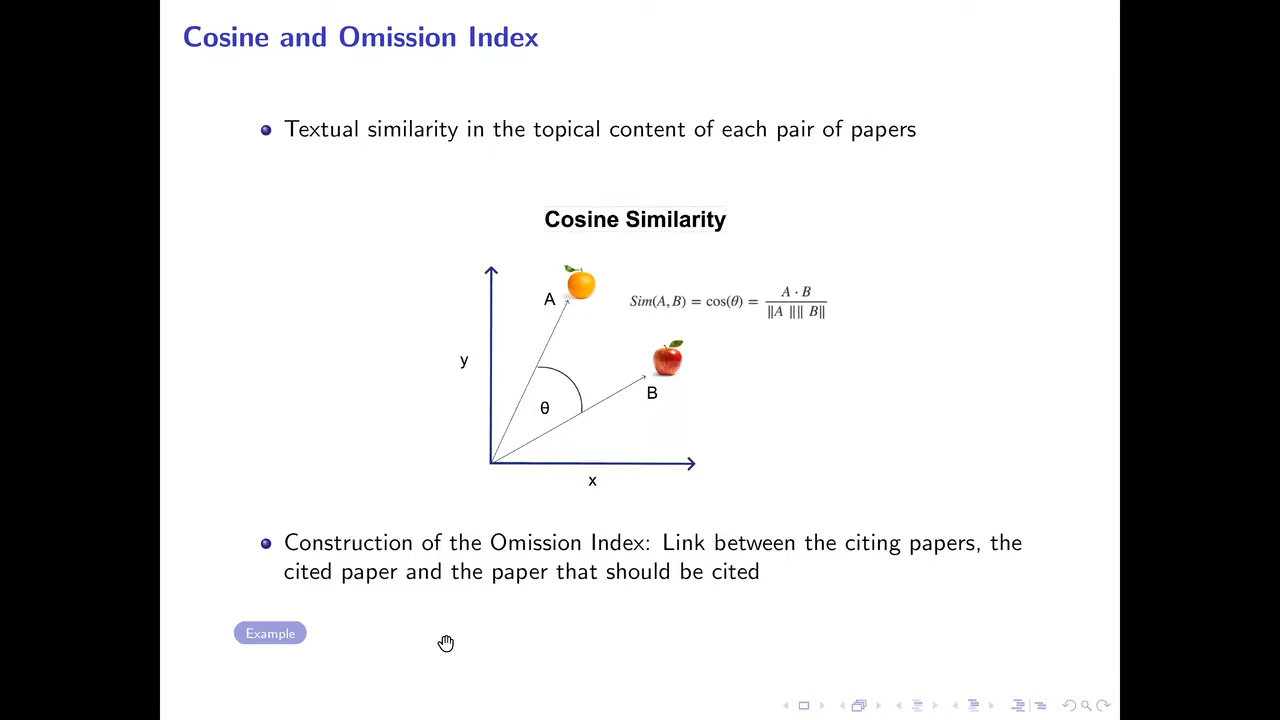 Cosine and Omission Index
Textual similarity in the topical content of each pair of papers
Cosine Similarity
A
Sim(A, B) = cos(θ) = A · B / ‖A ‖‖ B‖
y
B
θ
x
Construction of the Omission Index: Link between the citing papers, the
cited paper and the paper that should be cited
Example